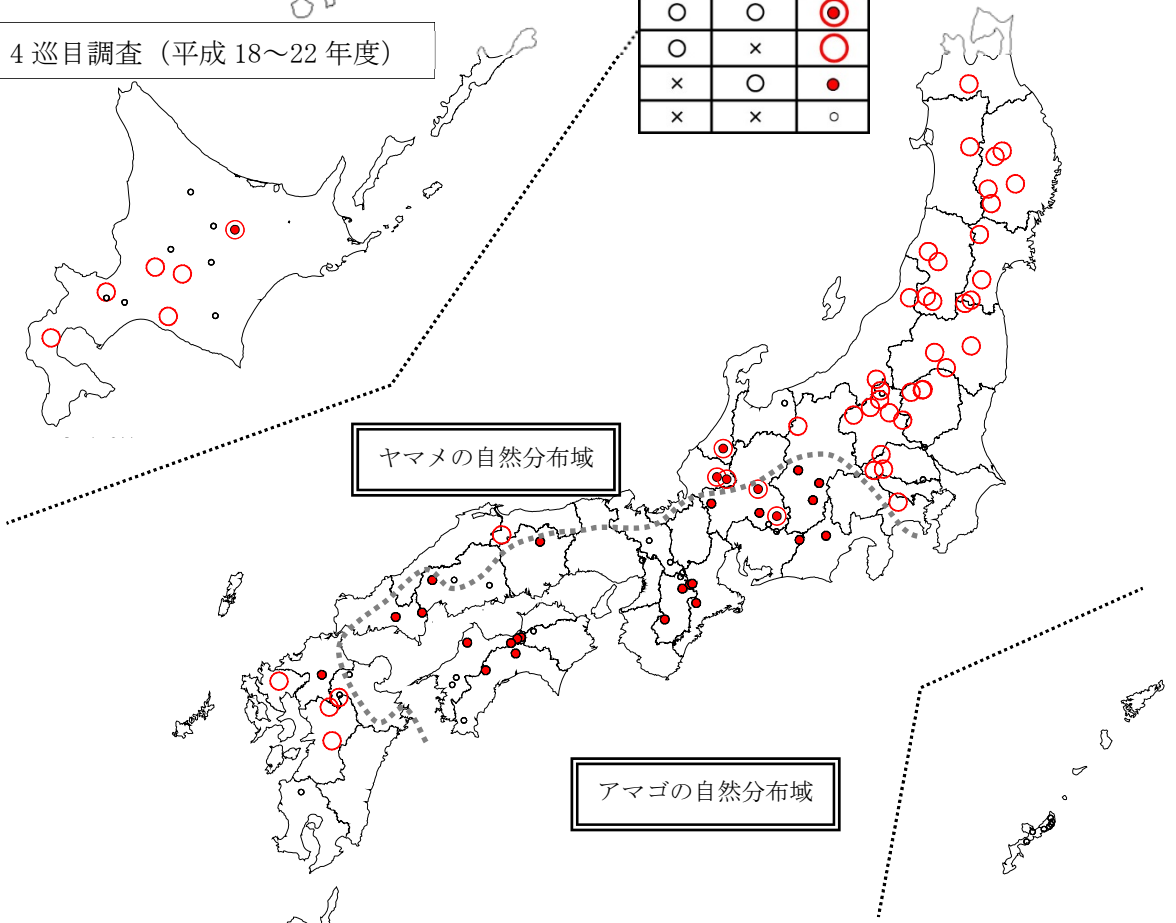 ○ ○
4 巡目調査（平成 18～22 年度）
○ ×
× ○
× ×
ヤマメの自然分布域
アマゴの自然分布域